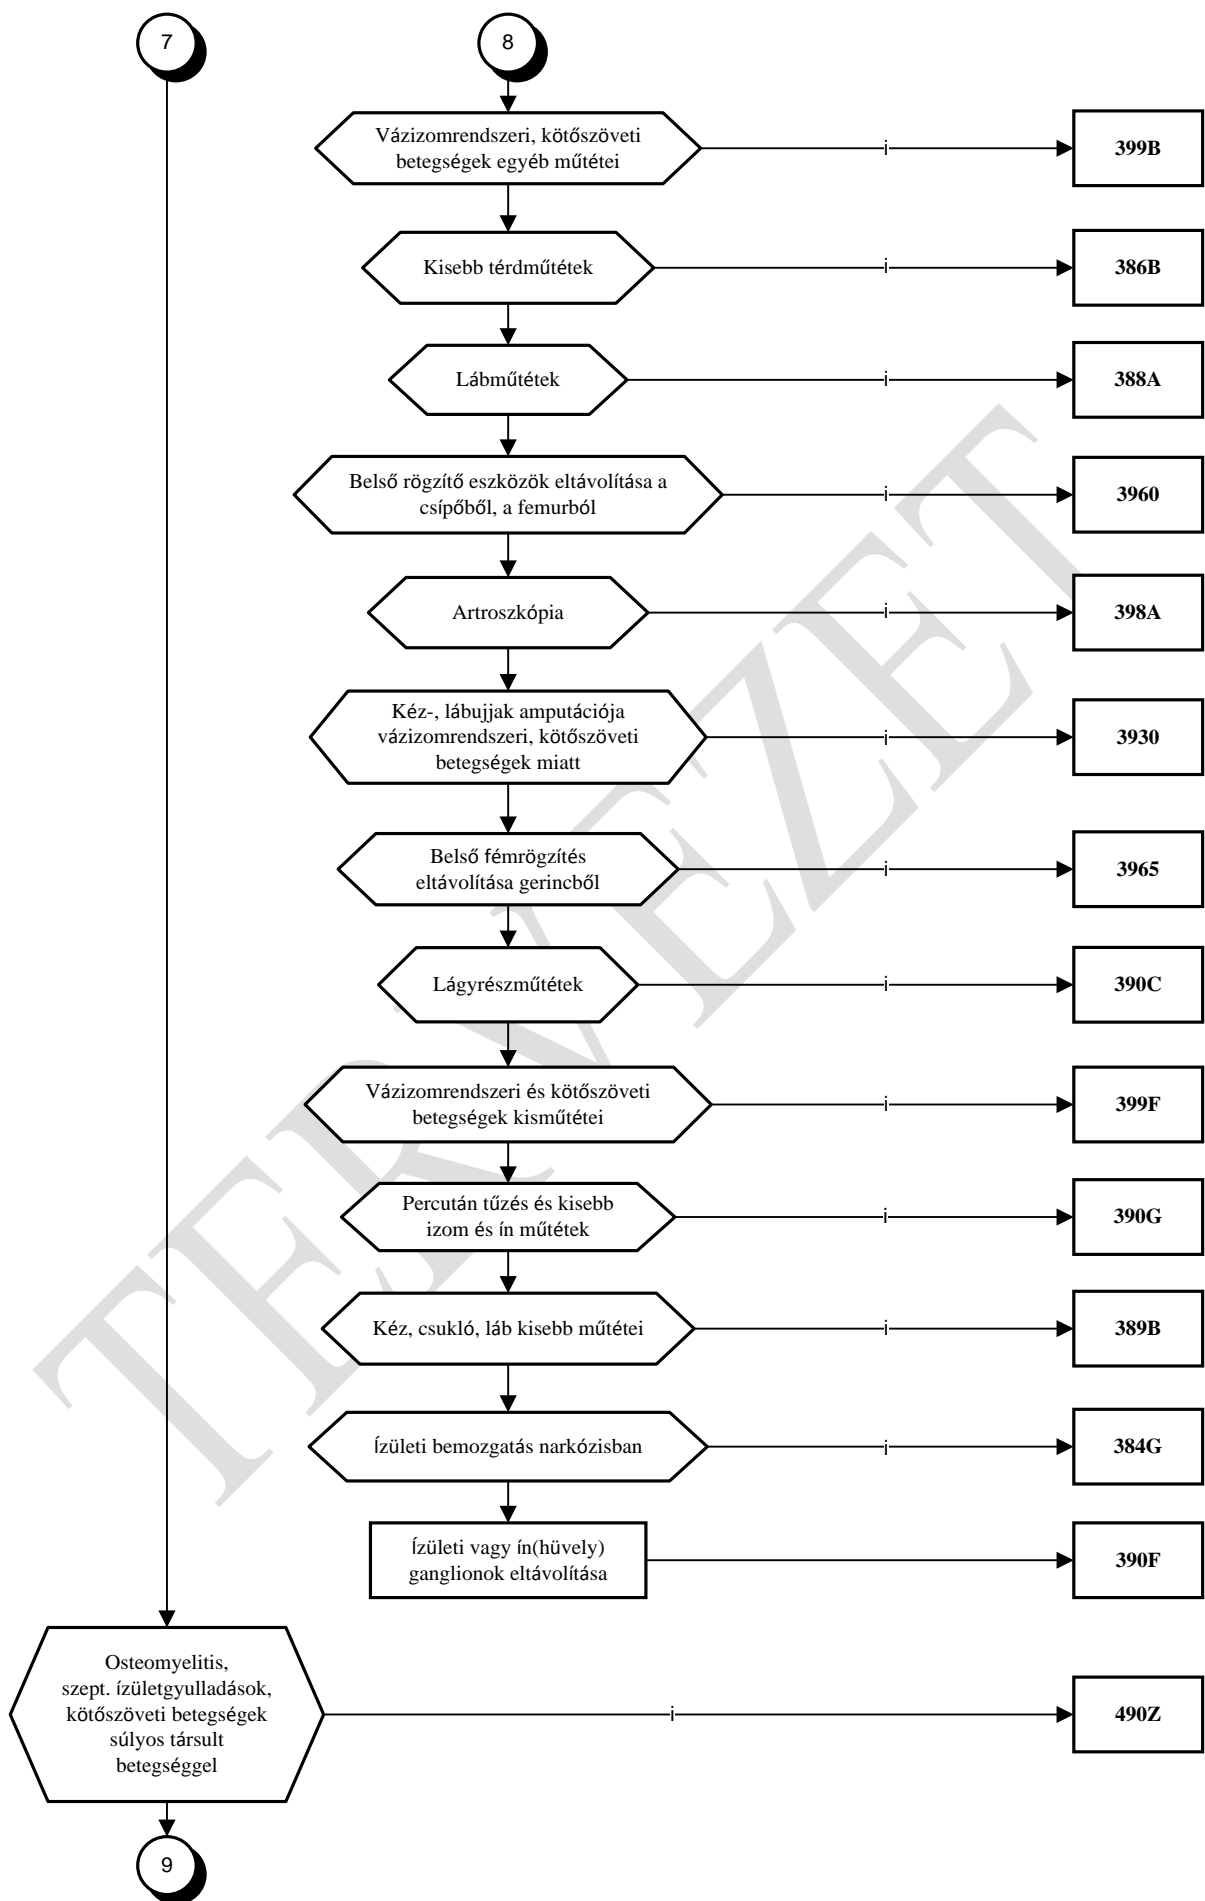 7
8
Vázizomrendszeri, kötőszöveti
betegségek egyéb műtétei
i
399B
Kisebb térdműtétek
i
386B
Lábműtétek
i
388A
Belső rögzítő eszközök eltávolítása a
csípőből, a femurból
i
3960
Artroszkópia
i
398A
Kéz-, lábujjak amputációja
vázizomrendszeri, kötőszöveti
betegségek miatt
i
3930
Belső fémrögzítés
eltávolítása gerincből
i
3965
Lágyrészműtétek
i
390C
Vázizomrendszeri és kötőszöveti
betegségek kisműtétei
i
399F
Percután tűzés és kisebb
izom és ín műtétek
i
390G
Kéz, csukló, láb kisebb műtétei
i
389B
Ízületi bemozgatás narkózisban
i
384G
Ízületi vagy ín(hüvely)
ganglionok eltávolítása
390F
Osteomyelitis,
szept. ízületgyulladások,
kötőszöveti betegségek
súlyos társult
betegséggel
i
490Z
9
TERVEZET